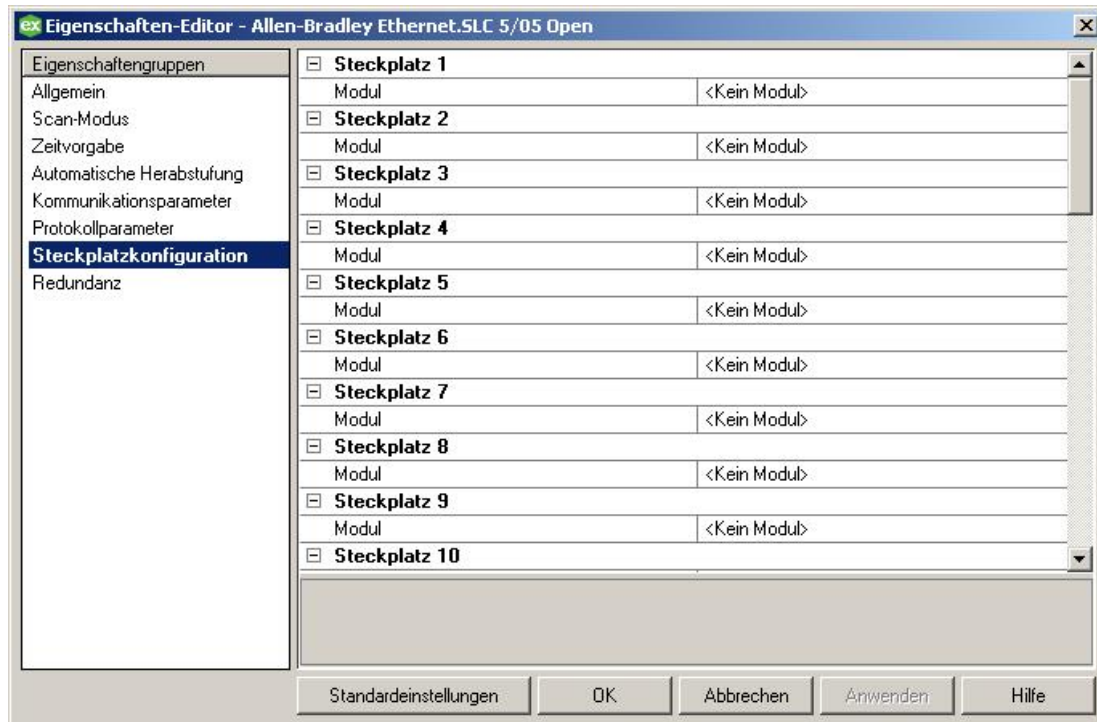 ex Eigenschaften-Editor - Allen-Bradley Ethernet.SLC 5/05 Open
Eigenschaftengruppen
Allgemein
Scan-Modus
Zeitvorgabe
Automatische Herabstufung
Kommunikationsparameter
Protokollparameter
Steckplatzkonfiguration
Redundanz
Steckplatz 1
Modul <Kein Modul>
Steckplatz 2
Modul <Kein Modul>
Steckplatz 3
Modul <Kein Modul>
Steckplatz 4
Modul <Kein Modul>
Steckplatz 5
Modul <Kein Modul>
Steckplatz 6
Modul <Kein Modul>
Steckplatz 7
Modul <Kein Modul>
Steckplatz 8
Modul <Kein Modul>
Steckplatz 9
Modul <Kein Modul>
Steckplatz 10
Standardeinstellungen OK Abbrechen Anwenden Hilfe